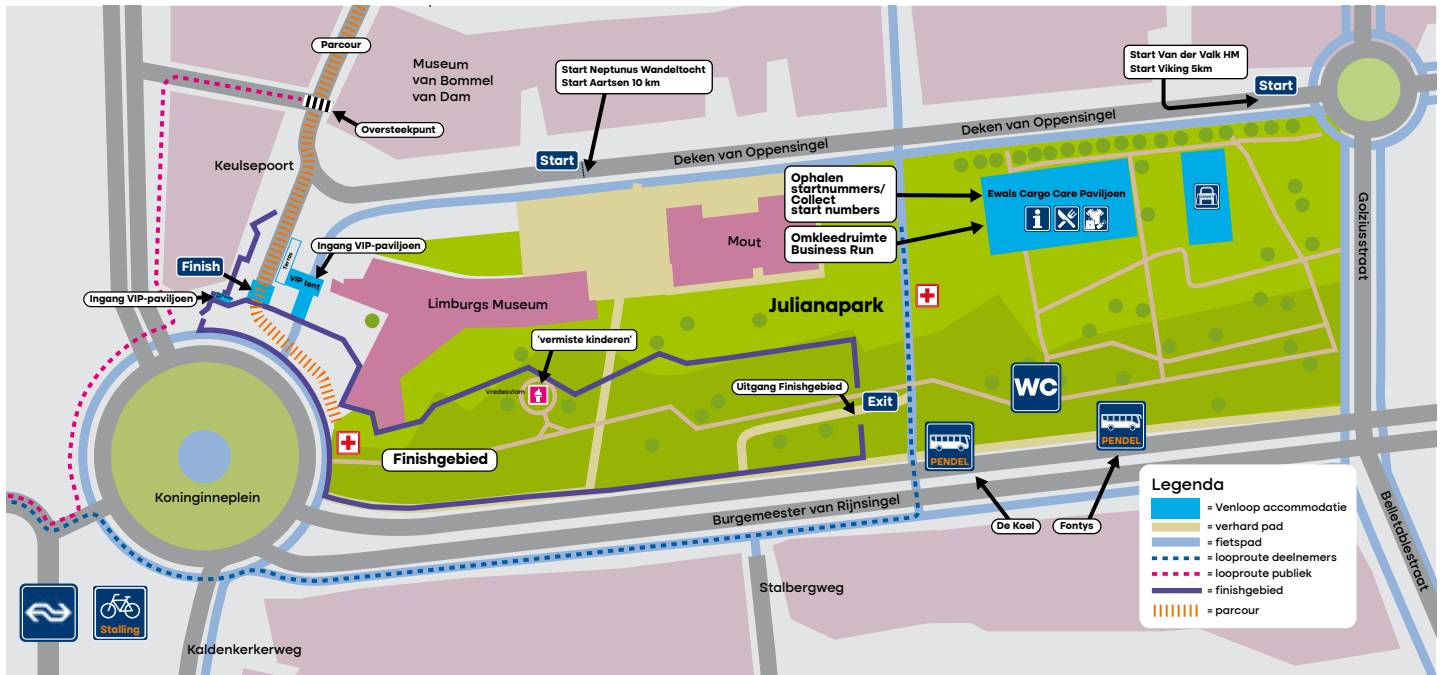 Parcour
Museum
van Bommel
van Dam
Start Neptunus Wandeltocht
Start Aartsen 10 km
Start Van der Valk HM
Start Viking 5km
Start
Oversteekpunt
Deken van Oppensingel
Deken van Oppensingel
Start
Keulsepoort
Ophalen
startnummers/
Collect
start numbers
Ewals Cargo Care Paviljoen
Golziusstraat
Mout
Omkleedruimte
Business Run
Ingang VIP-paviljoen
Terras
VIP tent
Finish
Ingang VIP-paviljoen
Limburgs Museum
Julianapark
'vermiste kinderen'
Vredesvlam
Uitgang Finishgebied
Exit
WC
PENDEL
PENDEL
Finishgebied
Koninginneplein
Burgemeester van Rijnsingel
De Koel
Fontys
Belletablestraat
Legenda
= Venloop accommodatie
= verhard pad
= fietspad
= looproute deelnemers
= looproute publiek
= finishgebied
= parcour
Stalbergweg
Stalling
Kaldenkerkerweg